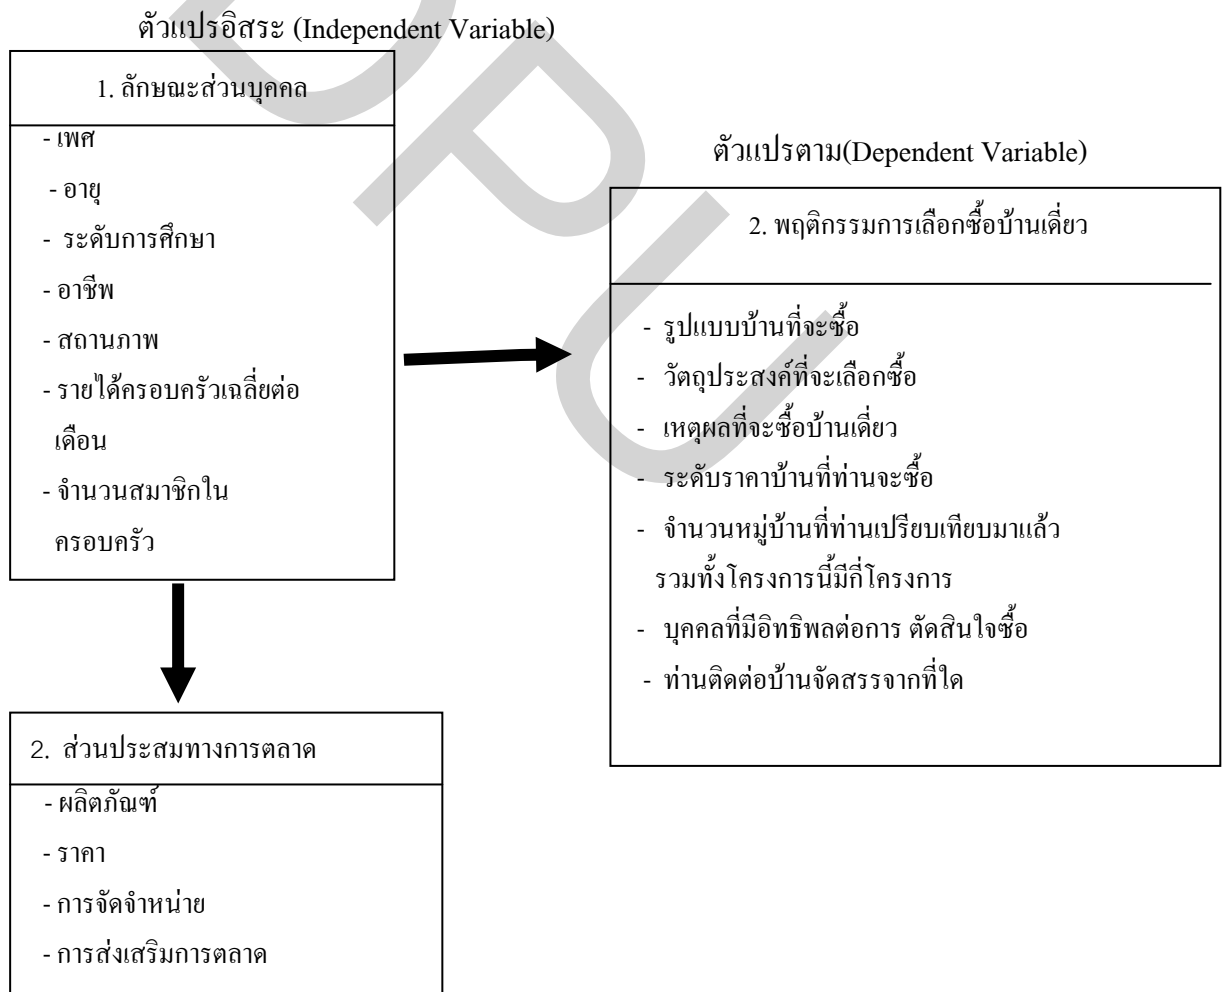 ตัวแปรอิสระ (Independent Variable)
1. ลักษณะส่วนบุคคล
- เพศ
- อายุ
- ระดับการศึกษา
- อาชีพ
- สถานภาพ
- รายได้ครอบครัวเฉลี่ยต่อ
เดือน
- จำนวนสมาชิกใน
ครอบครัว
ตัวแปรตาม(Dependent Variable)
2. พฤติกรรมการเลือกซื้อบ้านเดี่ยว
- รูปแบบบ้านที่จะซื้อ
- วัตถุประสงค์ที่จะเลือกซื้อ
- เหตุผลที่จะซื้อบ้านเดี่ยว
- ระดับราคาบ้านที่ท่านจะซื้อ
- จำนวนหมู่บ้านที่ท่านเปรียบเทียบมาแล้ว
รวมทั้งโครงการนี้มีกี่โครงการ
- บุคคลที่มีอิทธิพลต่อการ ตัดสินใจซื้อ
- ท่านติดต่อบ้านจัดสรรจากที่ใด
2. ส่วนประสมทางการตลาด
- ผลิตภัณฑ์
- ราคา
- การจัดจำหน่าย
- การส่งเสริมการตลาด
DPU